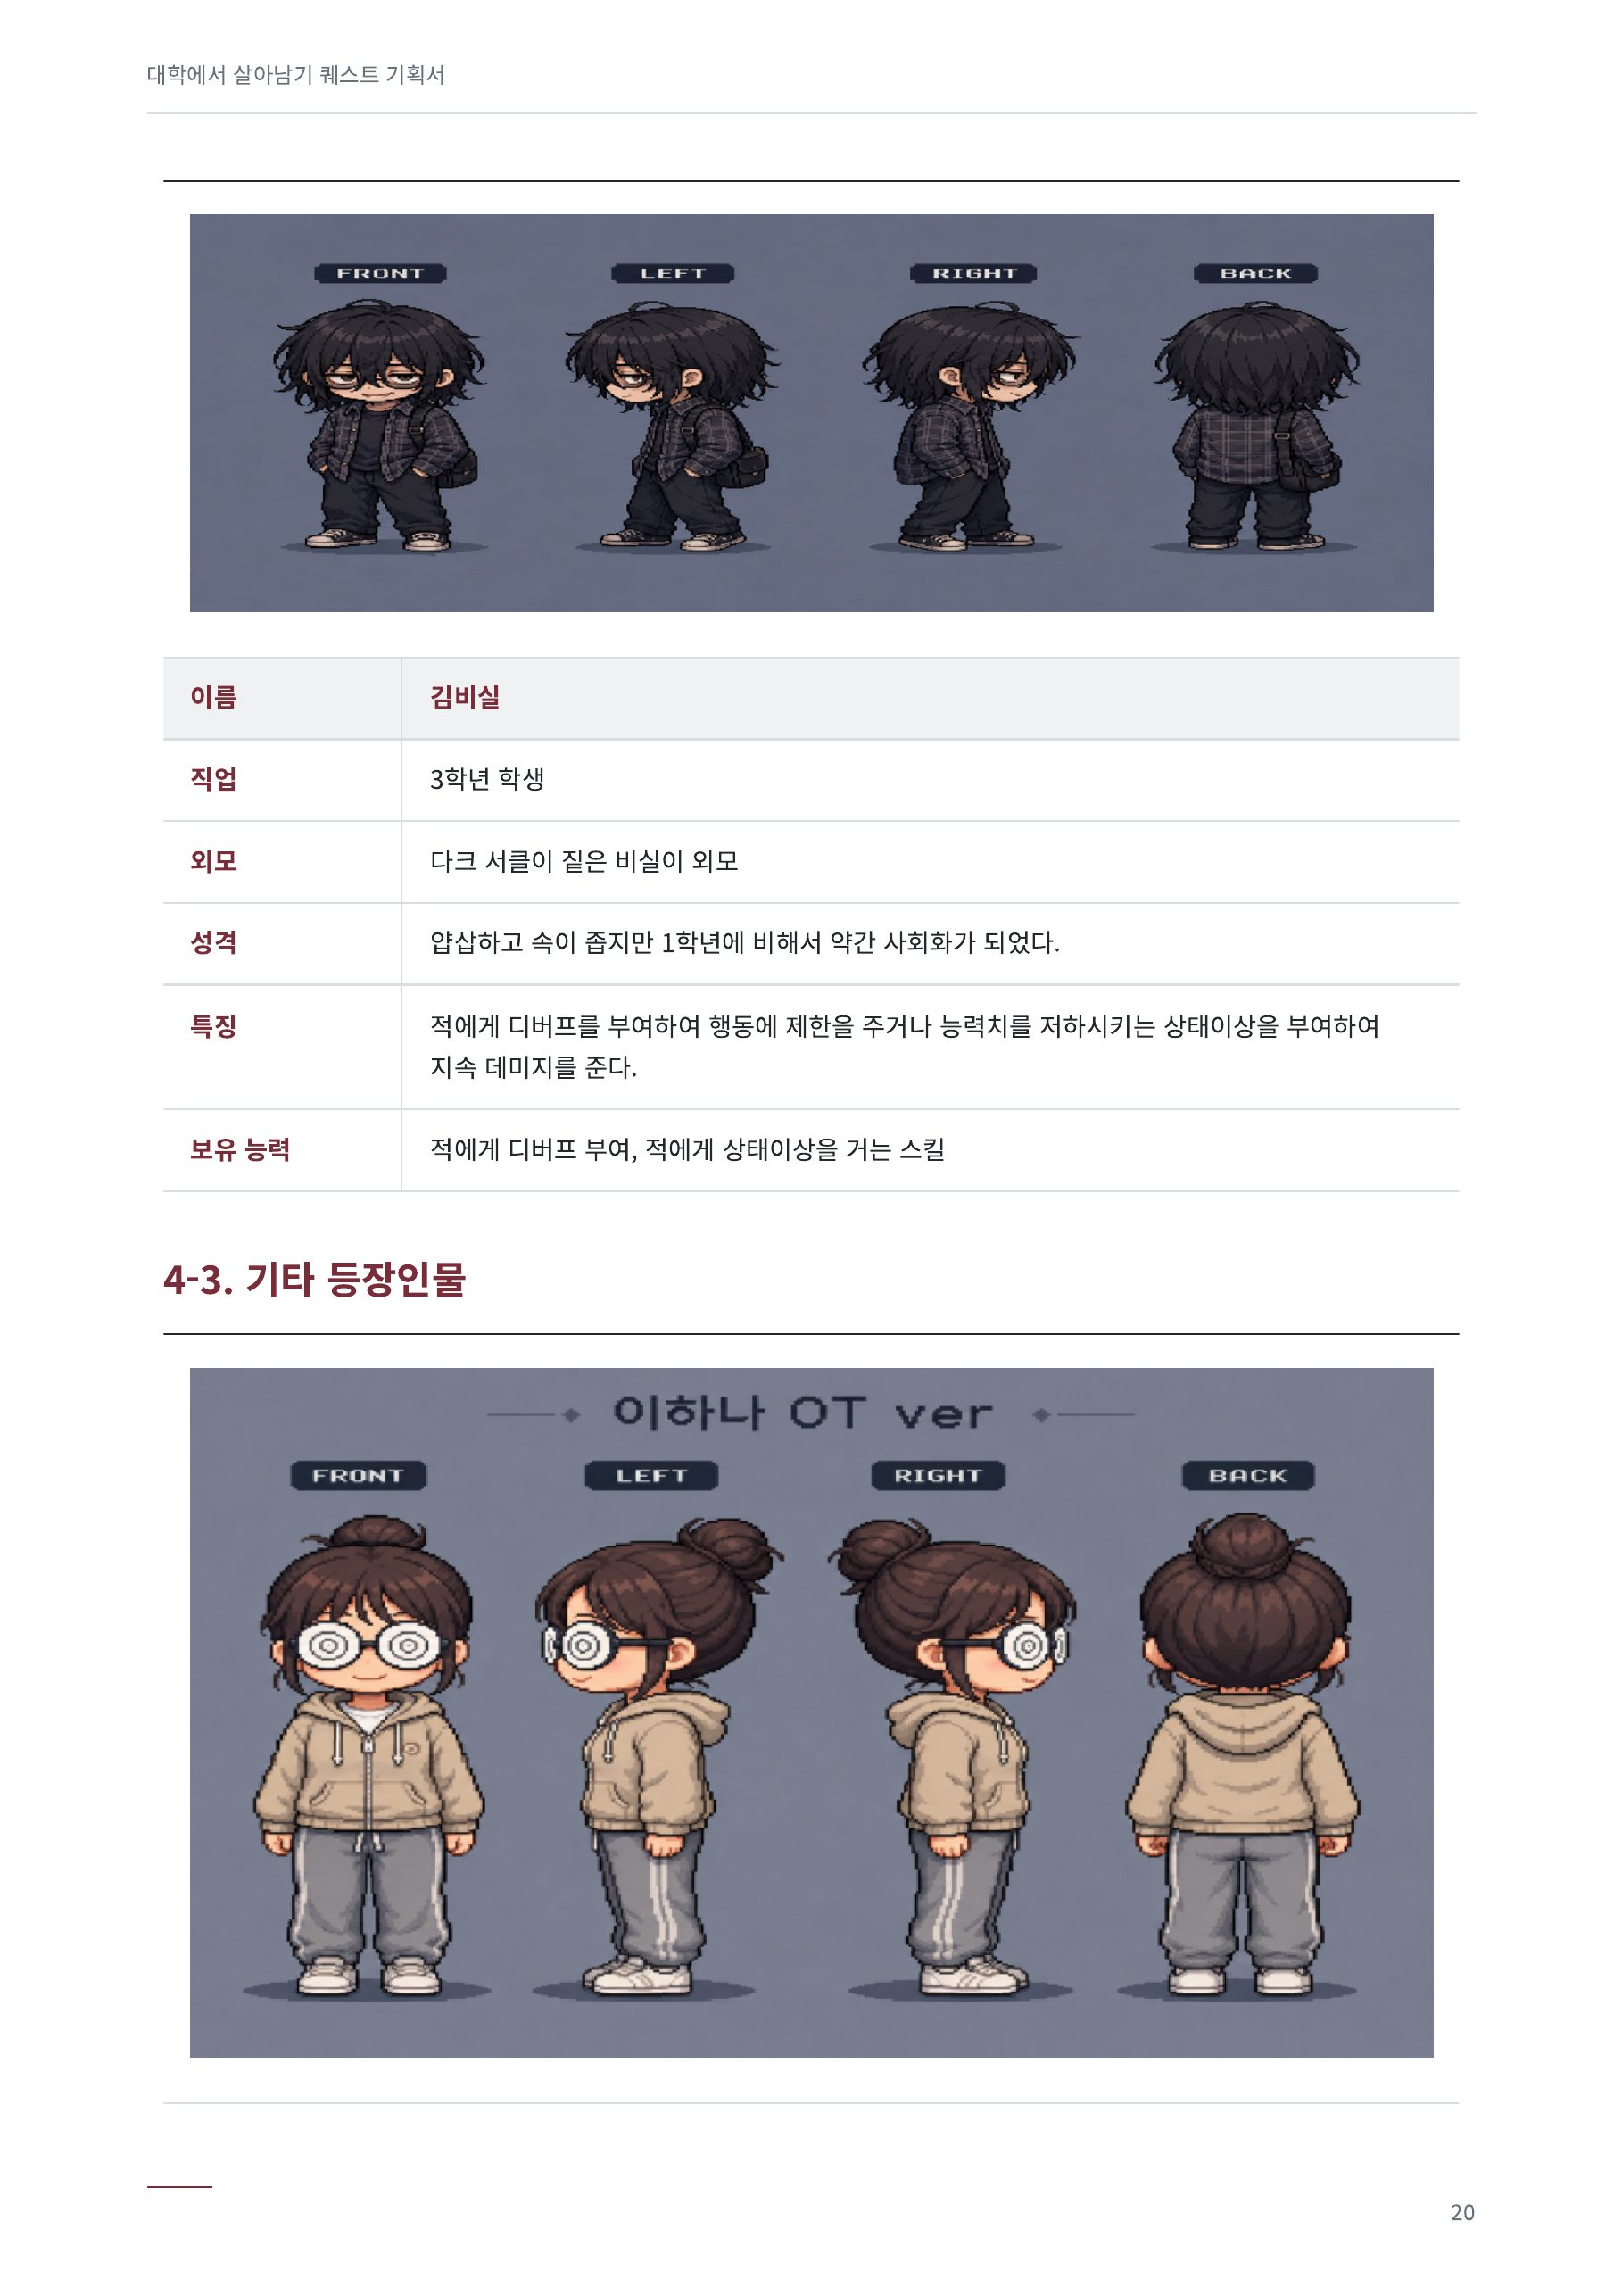 대학에서 살아남기 퀘스트 기획서
FRONT LEFT RIGHT BACK
이름 김비실
직업 3학년 학생
외모 다크 서클이 짙은 비실이 외모
성격 얍삽하고 속이 좁지만 1학년에 비해서 약간 사회화가 되었다.
특징 적에게 디버프를 부여하여 행동에 제한을 주거나 능력치를 저하시키는 상태이상을 부여하여
지속 데미지를 준다.
보유 능력 적에게 디버프 부여, 적에게 상태이상을 거는 스킬
4-3. 기타 등장인물
이하나 OT ver
FRONT LEFT RIGHT BACK
20